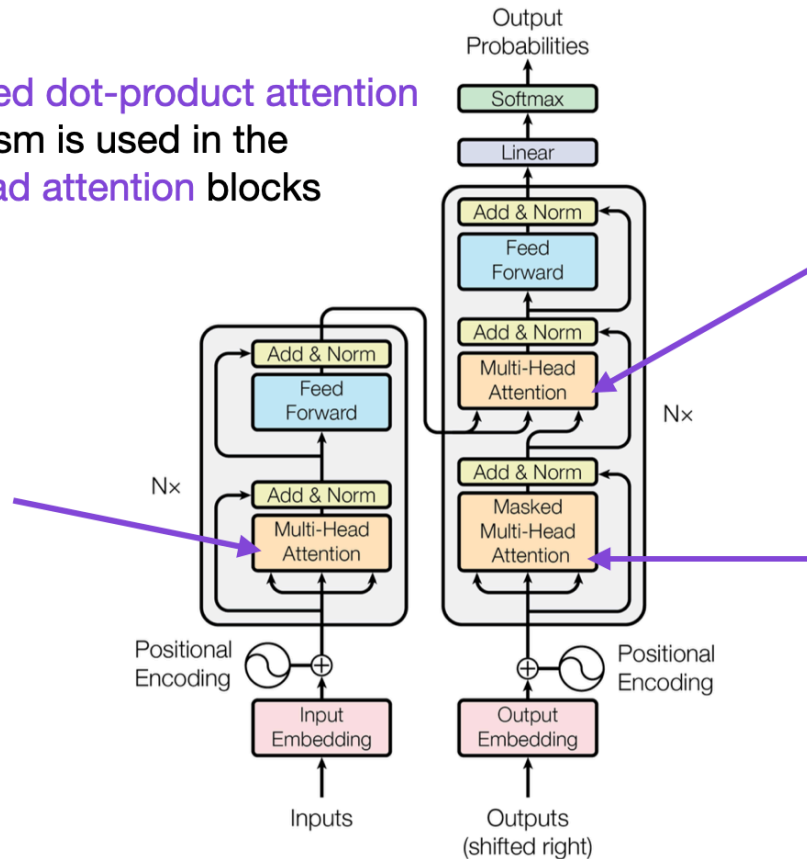 ed dot-product attention
sm is used in the
ad attention blocks
Output
Probabilities
Softmax
Linear
Add & Norm
Feed
Forward
Add & Norm
Multi-Head
Attention
Nx
Add & Norm
Masked
Multi-Head
Attention
Positional
Encoding
Output
Embedding
Outputs
(shifted right)
Add & Norm
Feed
Forward
Nx
Add & Norm
Multi-Head
Attention
Positional
Encoding
Input
Embedding
Inputs